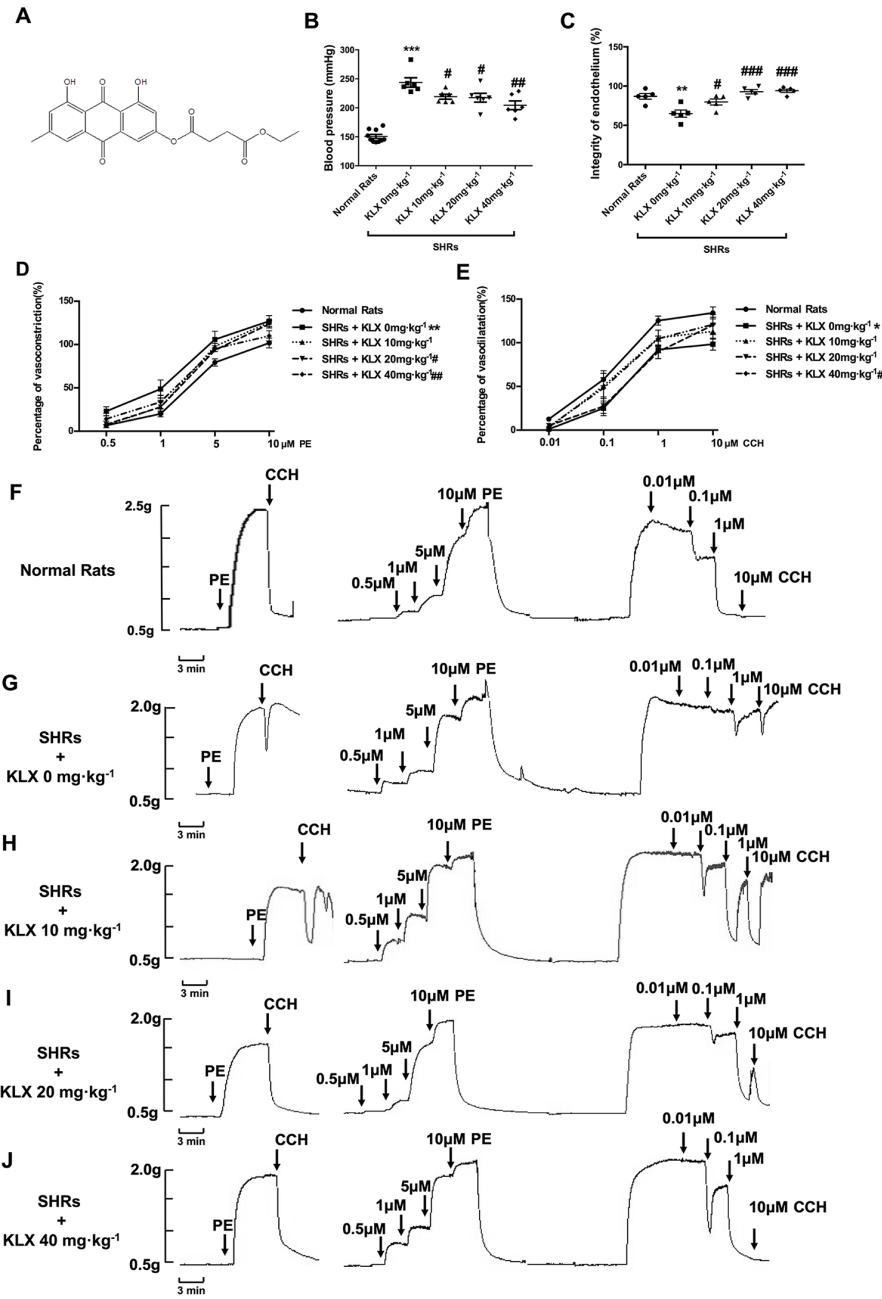 A
OH
O
OH
O
O
O
O
O
B
Blood pressure (mmHg)
300
250
200
150
100
***
#
#
##
Normal Rats
KLX 0mg·kg-1
KLX 10mg·kg-1
KLX 20mg·kg-1
KLX 40mg·kg-1
SHRs
C
Integrity of endothelium (%)
150
100
50
0
**
#
###
###
Normal Rats
KLX 0mg·kg-1
KLX 10mg·kg-1
KLX 20mg·kg-1
KLX 40mg·kg-1
SHRs
D
Percentage of vasoconstriction(%)
150
100
50
0
0.5
1
5
10 µM PE
Normal Rats
SHRs + KLX 0mg·kg-1 **
SHRs + KLX 10mg·kg-1
SHRs + KLX 20mg·kg-1#
SHRs + KLX 40mg·kg-1##
E
Percentage of vasodilatation(%)
150
100
50
0
0.01
0.1
1
10 µM CCH
Normal Rats
SHRs + KLX 0mg·kg-1 *
SHRs + KLX 10mg·kg-1
SHRs + KLX 20mg·kg-1
SHRs + KLX 40mg·kg-1#
F
Normal Rats
2.5g
0.5g
3 min
PE
CCH
0.5µM
1µM
5µM
10µM PE
0.01µM
0.1µM
1µM
10µM CCH
G
SHRs
+
KLX 0 mg·kg-1
2.0g
0.5g
3 min
PE
CCH
0.5µM
1µM
5µM
10µM PE
0.01µM
0.1µM
1µM
10µM CCH
H
SHRs
+
KLX 10 mg·kg-1
2.0g
0.5g
3 min
PE
CCH
0.5µM
1µM
5µM
10µM PE
0.01µM
0.1µM
1µM
10µM CCH
I
SHRs
+
KLX 20 mg·kg-1
2.0g
0.5g
3 min
PE
CCH
0.5µM
1µM
5µM
10µM PE
0.01µM
0.1µM
1µM
10µM CCH
J
SHRs
+
KLX 40 mg·kg-1
2.0g
0.5g
3 min
PE
CCH
0.5µM
1µM
5µM
10µM PE
0.01µM
0.1µM
1µM
10µM CCH